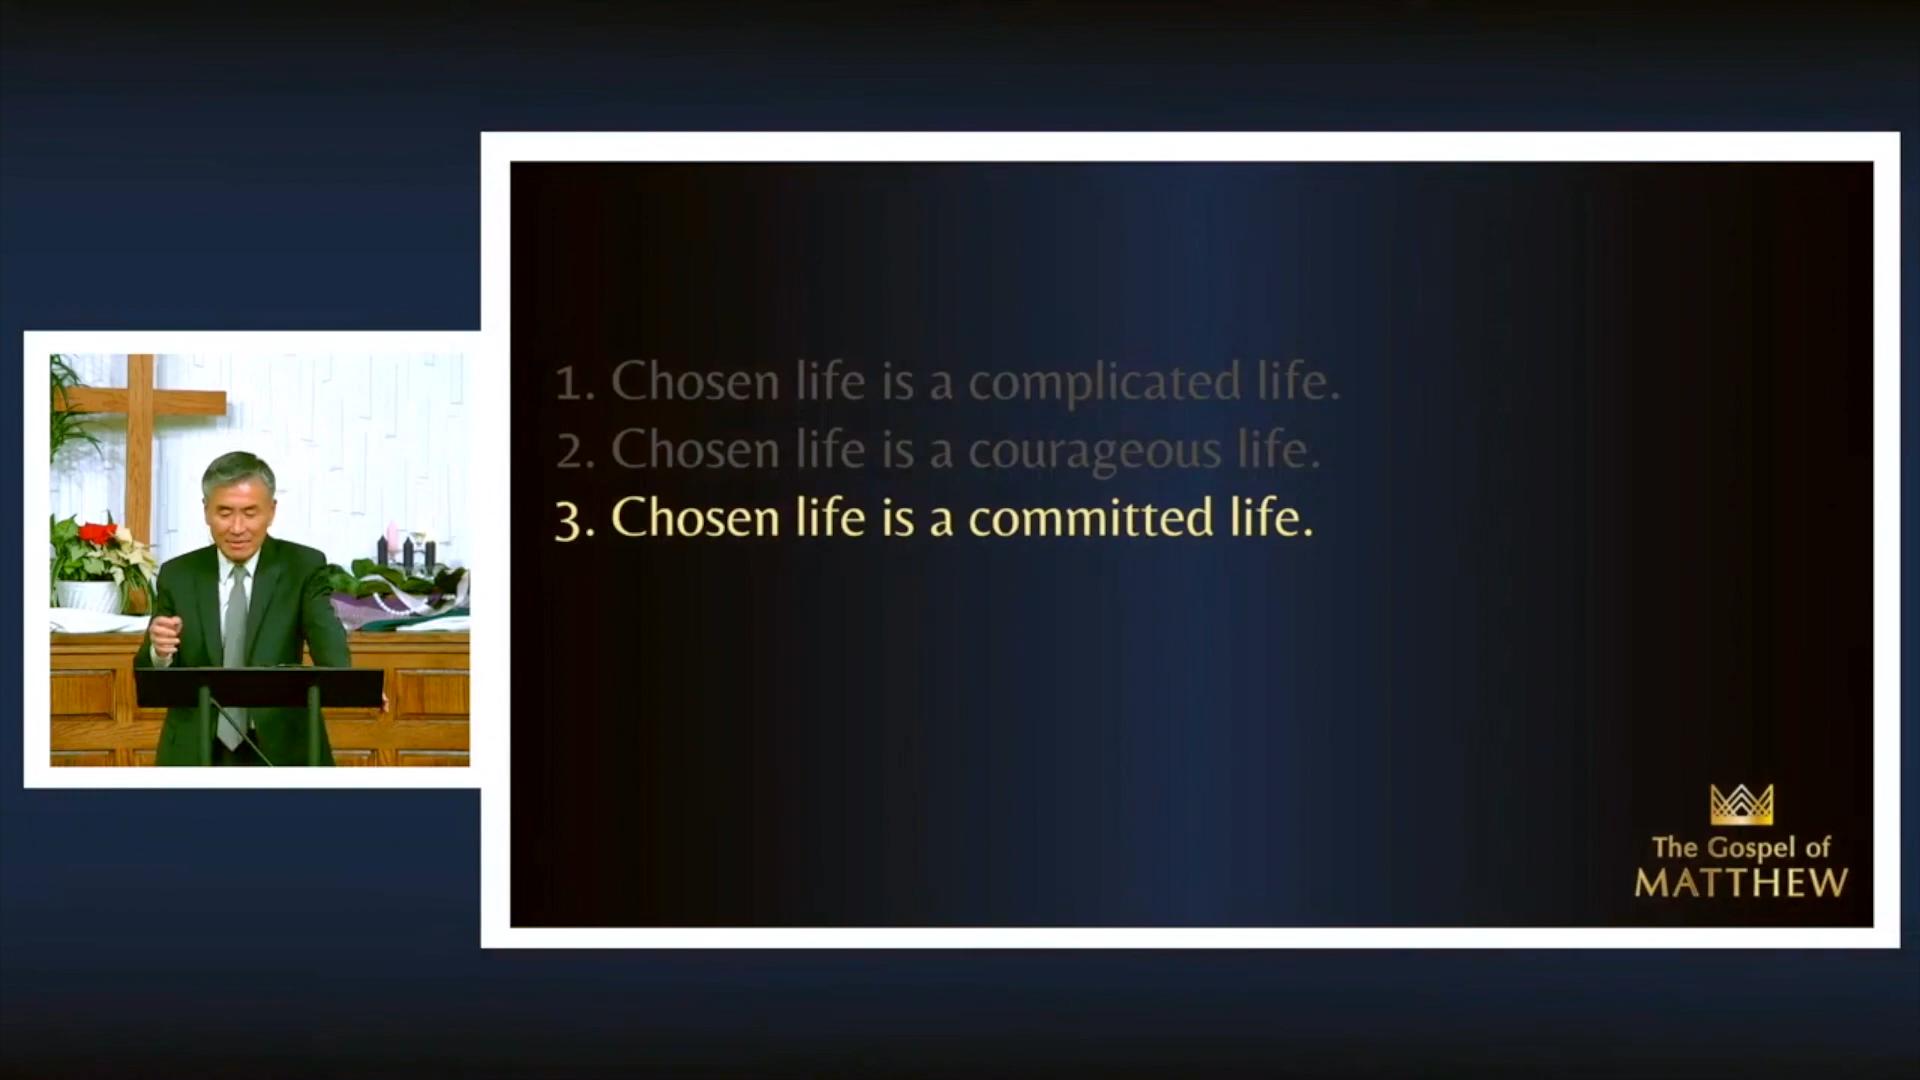 1. Chosen life is a complicated life.
2. Chosen life is a courageous life.
3. Chosen life is a committed life.
The Gospel of
MATTHEW